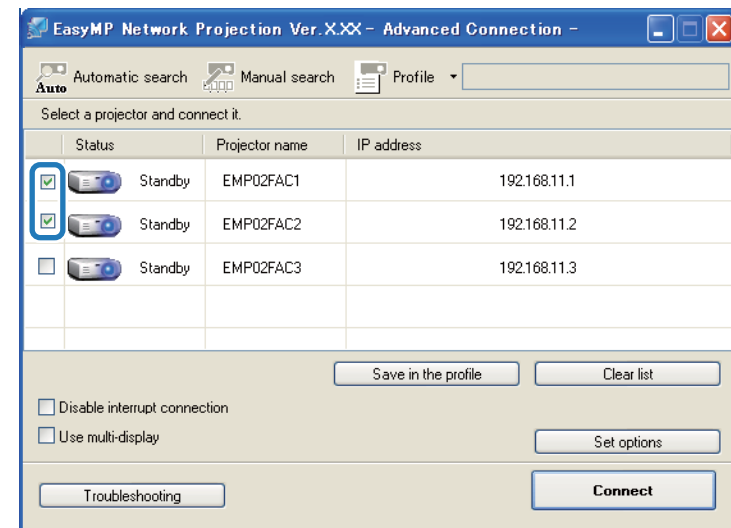 EasyMP Network Projection Ver.X.XX - Advanced Connection -
Auto Automatic search Manual search Profile
Select a projector and connect it.
Status Projector name IP address
Standby EMP02FAC1 192.168.11.1
Standby EMP02FAC2 192.168.11.2
Standby EMP02FAC3 192.168.11.3
Save in the profile Clear list
Disable interrupt connection
Use multi-display
Set options
Troubleshooting Connect